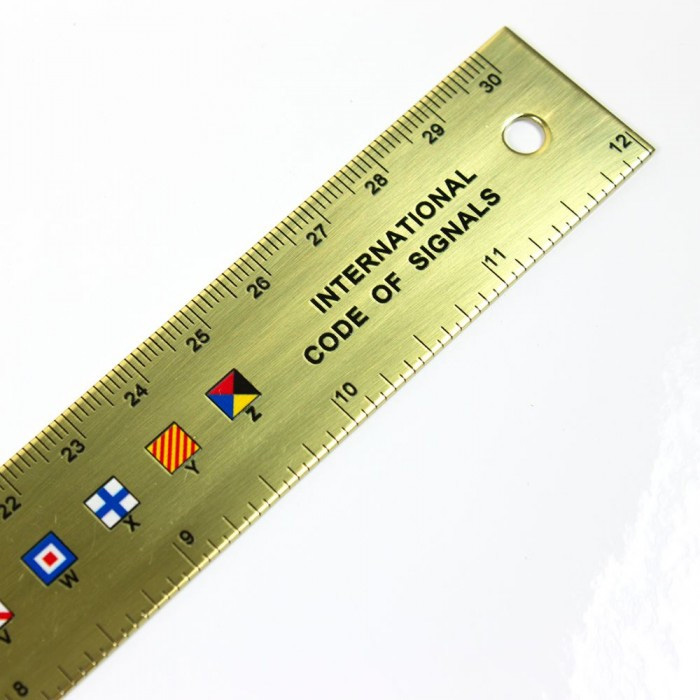 22 23 24 25 26 27 28 29 30
INTERNATIONAL
CODE OF SIGNALS
V W X Y Z
8 9 10 11 12